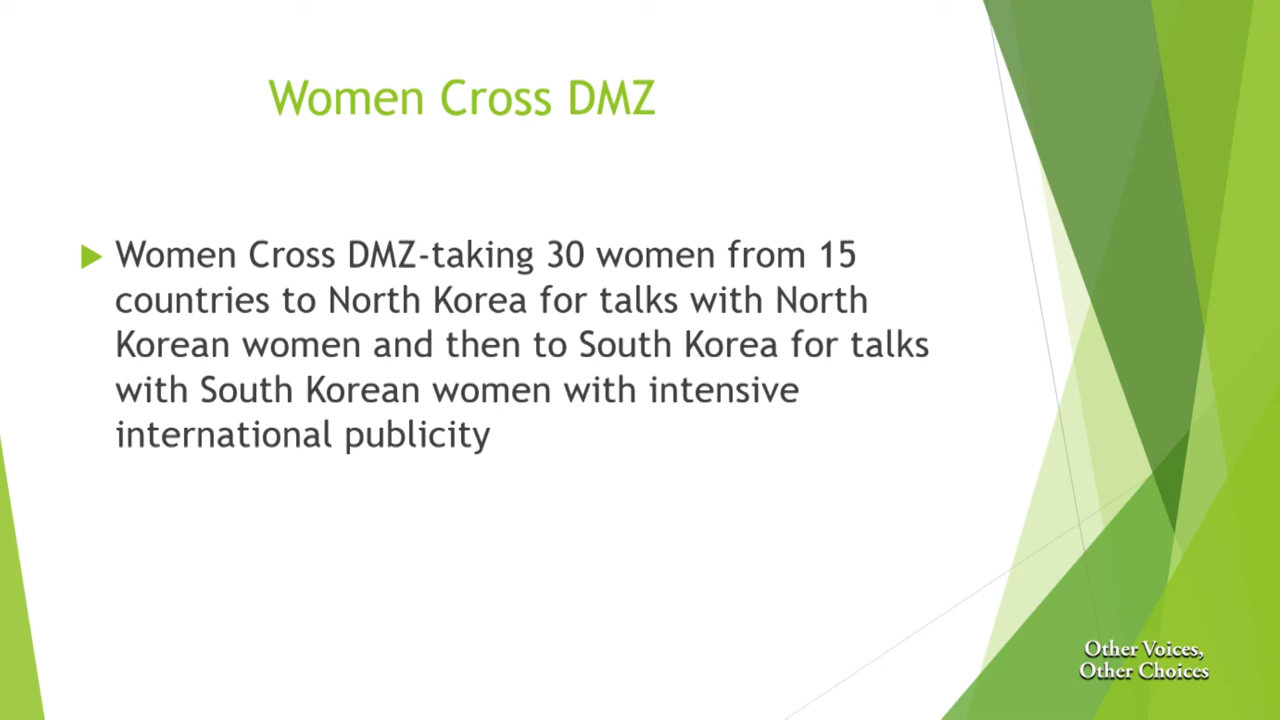 Women Cross DMZ
Women Cross DMZ-taking 30 women from 15
countries to North Korea for talks with North
Korean women and then to South Korea for talks
with South Korean women with intensive
international publicity
Other Voices,
Other Choices